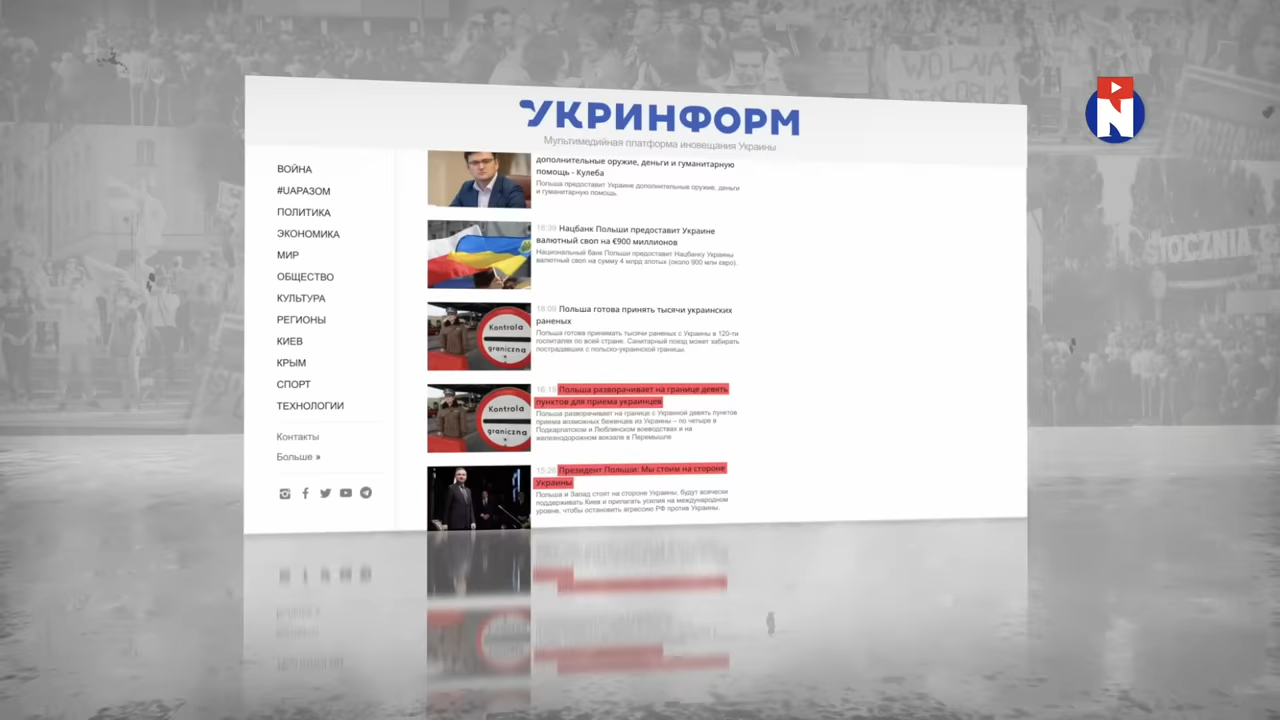 УКРИНФОРМ
Мультимедийная платформа иновещания Украины
ВОЙНА
#UАРАЗОМ
ПОЛИТИКА
ЭКОНОМИКА
МИР
ОБЩЕСТВО
КУЛЬТУРА
РЕГИОНЫ
КИЕВ
КРЫМ
СПОРТ
ТЕХНОЛОГИИ
Контакты
Больше »
дополнительные оружие, деньги и гуманитарную
помощь - Кулеба
Польша предоставит Украине дополнительные оружие, деньги
и гуманитарную помощь.
18:39 Нацбанк Польши предоставит Украине
валютный своп на €900 миллионов
Национальный банк Польши предоставит Нацбанку Украины
валютный своп на сумму 4 млрд злотых (около 900 млн евро).
Kontrola
graniczna
18:09 Польша готова принять тысячи украинских
раненых
Польша готова принимать тысячи раненых с Украины в 120-ти
госпиталях по всей стране. Санитарный поезд может забирать
пострадавших с польско-украинской границы.
Kontrola
graniczna
16:15 Польша разворачивает на границе девять
пунктов для приема украинцев
Польша разворачивает на границе с Украиной девять пунктов
приема возможных беженцев из Украины – по четыре в
Подкарпатском и Люблинском воеводствах и на
железнодорожном вокзале в Перемышле
15:26 Президент Польши: Мы стоим на стороне
Украины
Польша и Запад стоят на стороне Украины, будут всячески
поддерживать Киев и прилагать усилия на международном
уровне, чтобы остановить агрессию РФ против Украины.
N
WOLNA